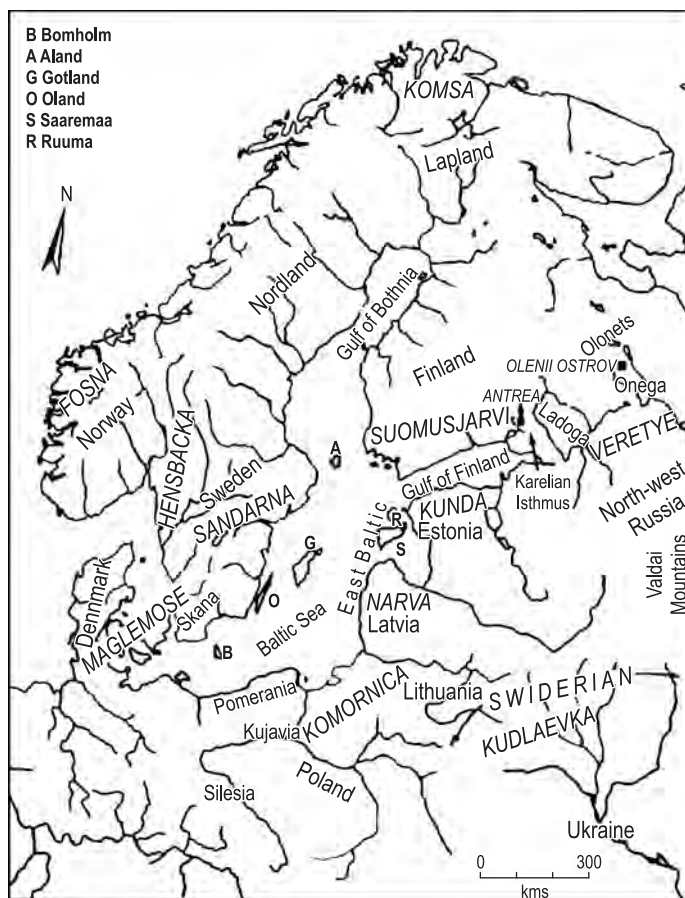 B Bornholm
A Aland
G Gotland
O Oland
S Saaremaa
R Ruuma
N
KOMSA
Lapland
Nordland
Gulf of Bothnia
Finland
Olonets
OLENII OSTROV
Onega
FOSNA
Norway
HENSBACKA
Sweden
SANDARNA
A
SUOMUSJARVI
ANTREA
Ladoga
VERETYE
Gulf of Finland
Karelian
Isthmus
North-west
Russia
Valdai
Mountains
KUNDA
Estonia
R
S
East Baltic
G
O
B
Baltic Sea
Dennmark
MAGLEMOSE
Skana
NARVA
Latvia
Pomerania
Kujavia
KOMORNICA
Lithuania
SWIDERIAN
KUDLAEVKA
Silesia
Poland
Ukraine
0 300
kms